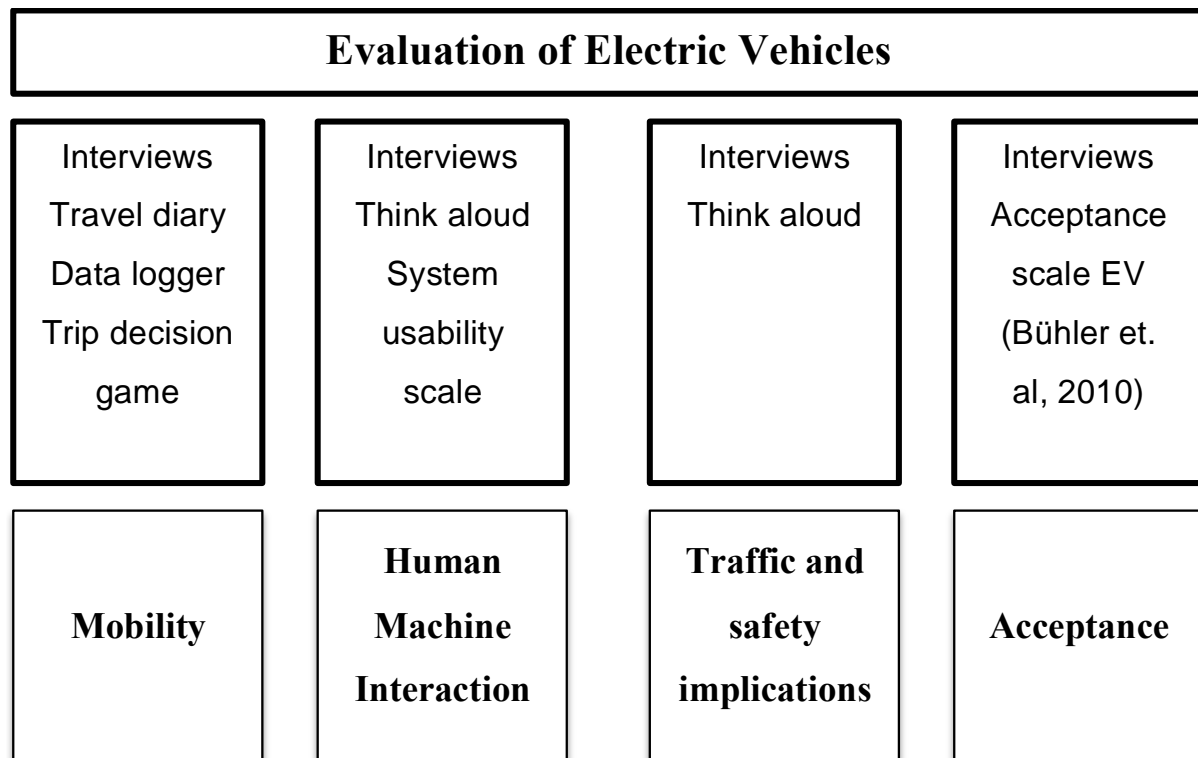 Evaluation of Electric Vehicles
Interviews
Travel diary
Data logger
Trip decision
game
Interviews
Think aloud
System
usability
scale
Interviews
Think aloud
Interviews
Acceptance
scale EV
(Bühler et.
al, 2010)
Mobility
Human
Machine
Interaction
Traffic and
safety
implications
Acceptance